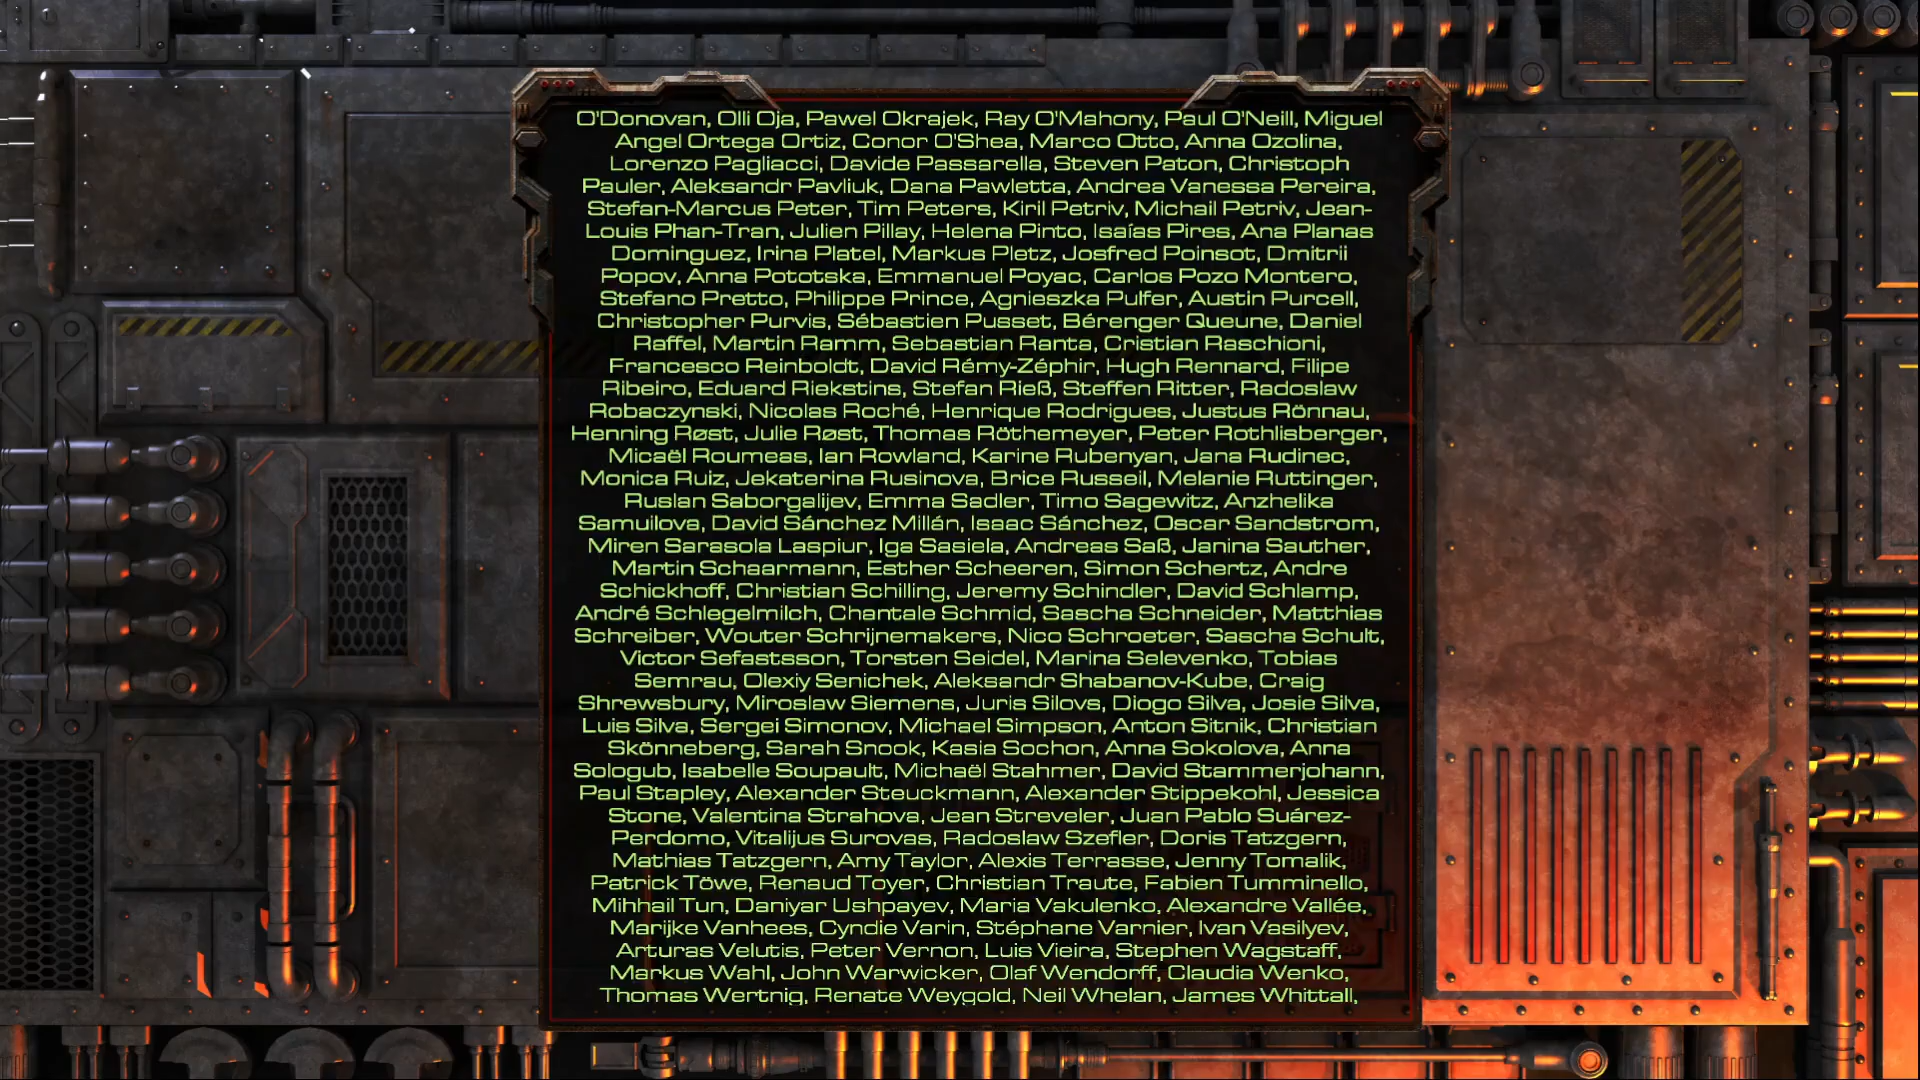 O'Donovan, Olli Oja, Pawel Okrajek, Ray O'Mahony, Paul O'Neill, Miguel
Angel Ortega Ortiz, Conor O'Shea, Marco Otto, Anna Ozolina,
Lorenzo Pagliacci, Davide Passarella, Steven Paton, Christoph
Pauler, Aleksandr Pavliuk, Dana Pawletta, Andrea Vanessa Pereira,
Stefan-Marcus Peter, Tim Peters, Kiril Petriv, Michail Petriv, Jean-
Louis Phan-Tran, Julien Pillay, Helena Pinto, Isaías Pires, Ana Planas
Dominguez, Irina Platel, Markus Pletz, Josfred Poinsot, Dmitrii
Popov, Anna Pototska, Emmanuel Poyac, Carlos Pozo Montero,
Stefano Pretto, Philippe Prince, Agnieszka Pulfer, Austin Purcell,
Christopher Purvis, Sébastien Pusset, Bérenger Queune, Daniel
Raffel, Martin Ramm, Sebastian Ranta, Cristian Raschioni,
Francesco Reinboldt, David Rémy-Zéphir, Hugh Rennard, Filipe
Ribeiro, Eduard Riekstins, Stefan Rieß, Steffen Ritter, Radoslaw
Robaczynski, Nicolas Roché, Henrique Rodrigues, Justus Rönnau,
Henning Røst, Julie Røst, Thomas Röthemeyer, Peter Rothlisberger,
Micaël Roumeas, Ian Rowland, Karine Rubenyan, Jana Rudinec,
Monica Ruiz, Jekaterina Rusinova, Brice Russeil, Melanie Ruttinger,
Ruslan Saborgalijev, Emma Sadler, Timo Sagewitz, Anzhelika
Samuilova, David Sánchez Millán, Isaac Sánchez, Oscar Sandstrom,
Miren Sarasola Laspiur, Iga Sasiela, Andreas Saß, Janina Sauther,
Martin Schaarmann, Esther Scheeren, Simon Schertz, Andre
Schickhoff, Christian Schilling, Jeremy Schindler, David Schlamp,
André Schlegelmilch, Chantale Schmid, Sascha Schneider, Matthias
Schreiber, Wouter Schrijnemakers, Nico Schroeter, Sascha Schult,
Victor Sefastsson, Torsten Seidel, Marina Selevenko, Tobias
Semrau, Olexiy Senichek, Aleksandr Shabanov-Kube, Craig
Shrewsbury, Miroslaw Siemens, Juris Silovs, Diogo Silva, Josie Silva,
Luis Silva, Sergei Simonov, Michael Simpson, Anton Sitnik, Christian
Skönneberg, Sarah Snook, Kasia Sochon, Anna Sokolova, Anna
Sologub, Isabelle Soupault, Michaël Stahmer, David Stammerjohann,
Paul Stapley, Alexander Steuckmann, Alexander Stippekohl, Jessica
Stone, Valentina Strahova, Jean Streveler, Juan Pablo Suárez-
Perdomo, Vitalijus Surovas, Radoslaw Szefler, Doris Tatzgern,
Mathias Tatzgern, Amy Taylor, Alexis Terrasse, Jenny Tomalik,
Patrick Töwe, Renaud Toyer, Christian Traute, Fabien Tumminello,
Mihhail Tun, Daniyar Ushpayev, Maria Vakulenko, Alexandre Vallée,
Marijke Vanhees, Cyndie Varin, Stéphane Varnier, Ivan Vasilyev,
Arturas Velutis, Peter Vernon, Luis Vieira, Stephen Wagstaff,
Markus Wahl, John Warwicker, Olaf Wendorff, Claudia Wenko,
Thomas Wertnig, Renate Weygold, Neil Whelan, James Whittall,